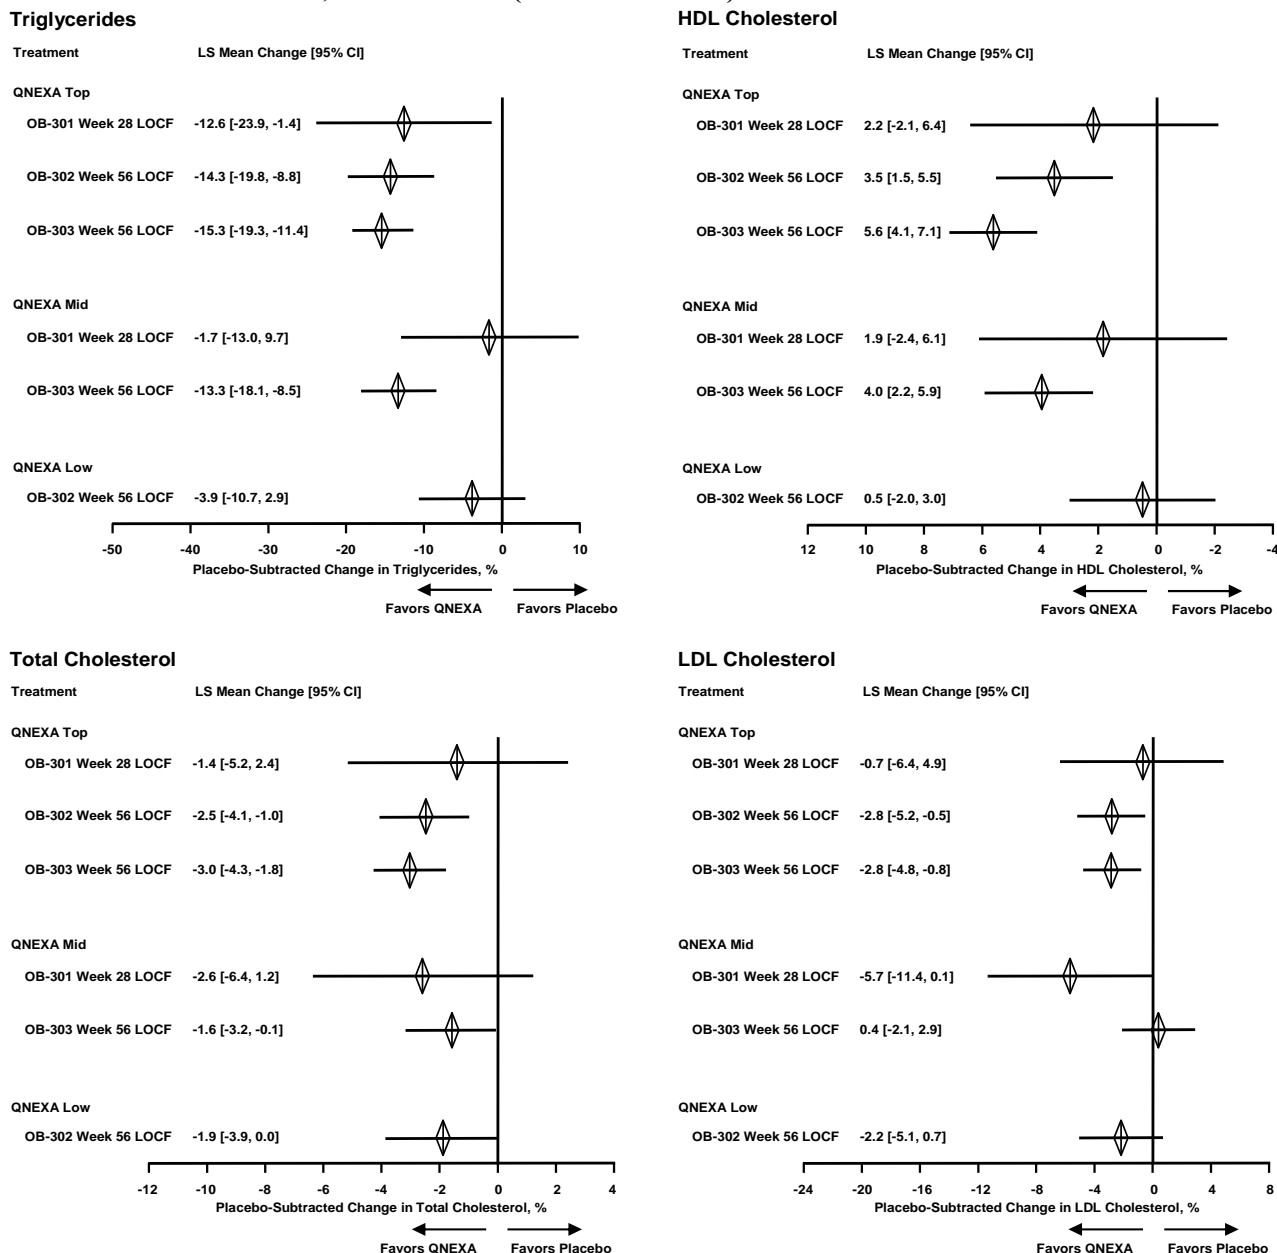 Triglycerides
Treatment LS Mean Change [95% CI]
QNEXA Top
OB-301 Week 28 LOCF -12.6 [-23.9, -1.4]
OB-302 Week 56 LOCF -14.3 [-19.8, -8.8]
OB-303 Week 56 LOCF -15.3 [-19.3, -11.4]
QNEXA Mid
OB-301 Week 28 LOCF -1.7 [-13.0, 9.7]
OB-303 Week 56 LOCF -13.3 [-18.1, -8.5]
QNEXA Low
OB-302 Week 56 LOCF -3.9 [-10.7, 2.9]
-50 -40 -30 -20 -10 0 10
Placebo-Subtracted Change in Triglycerides, %
Favors QNEXA Favors Placebo
HDL Cholesterol
Treatment LS Mean Change [95% CI]
QNEXA Top
OB-301 Week 28 LOCF 2.2 [-2.1, 6.4]
OB-302 Week 56 LOCF 3.5 [1.5, 5.5]
OB-303 Week 56 LOCF 5.6 [4.1, 7.1]
QNEXA Mid
OB-301 Week 28 LOCF 1.9 [-2.4, 6.1]
OB-303 Week 56 LOCF 4.0 [2.2, 5.9]
QNEXA Low
OB-302 Week 56 LOCF 0.5 [-2.0, 3.0]
12 10 8 6 4 2 0 -2 -4
Placebo-Subtracted Change in HDL Cholesterol, %
Favors QNEXA Favors Placebo
Total Cholesterol
Treatment LS Mean Change [95% CI]
QNEXA Top
OB-301 Week 28 LOCF -1.4 [-5.2, 2.4]
OB-302 Week 56 LOCF -2.5 [-4.1, -1.0]
OB-303 Week 56 LOCF -3.0 [-4.3, -1.8]
QNEXA Mid
OB-301 Week 28 LOCF -2.6 [-6.4, 1.2]
OB-303 Week 56 LOCF -1.6 [-3.2, -0.1]
QNEXA Low
OB-302 Week 56 LOCF -1.9 [-3.9, 0.0]
-12 -10 -8 -6 -4 -2 0 2 4
Placebo-Subtracted Change in Total Cholesterol, %
Favors QNEXA Favors Placebo
LDL Cholesterol
Treatment LS Mean Change [95% CI]
QNEXA Top
OB-301 Week 28 LOCF -0.7 [-6.4, 4.9]
OB-302 Week 56 LOCF -2.8 [-5.2, -0.5]
OB-303 Week 56 LOCF -2.8 [-4.8, -0.8]
QNEXA Mid
OB-301 Week 28 LOCF -5.7 [-11.4, 0.1]
OB-303 Week 56 LOCF 0.4 [-2.1, 2.9]
QNEXA Low
OB-302 Week 56 LOCF -2.2 [-5.1, 0.7]
-24 -20 -16 -12 -8 -4 0 4 8
Placebo-Subtracted Change in LDL Cholesterol, %
Favors QNEXA Favors Placebo